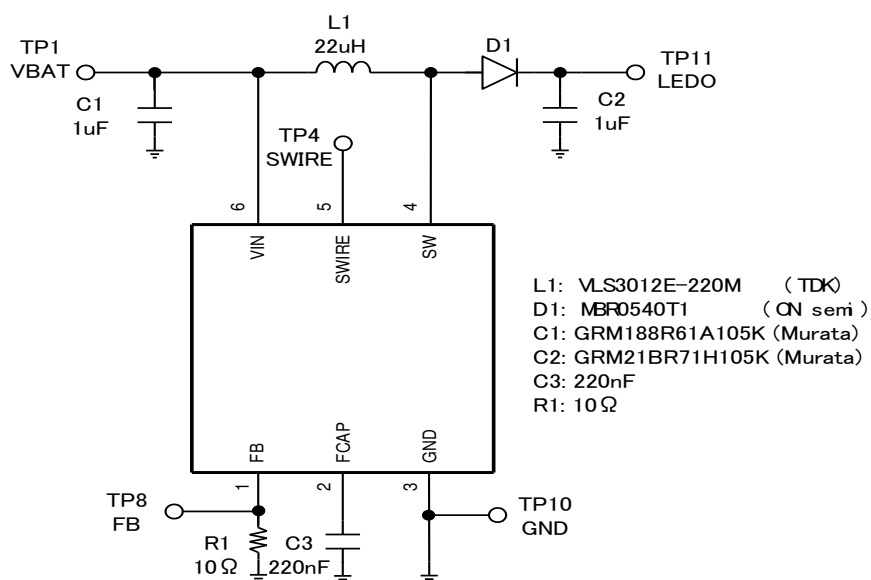 L1
22uH
D1
TP1
VBAT
TP11
LEDO
C1
1uF
C2
1uF
TP4
SWIRE
6
5
4
VIN
SWIRE
SW
L1: VLS3012E-220M (TDK)
D1: MBR0540T1 (ON semi)
C1: GRM188R61A105K (Murata)
C2: GRM21BR71H105K (Murata)
C3: 220nF
R1: 10Ω
FB
FCAP
GND
1
2
3
TP8
FB
TP10
GND
R1
10Ω
C3
220nF